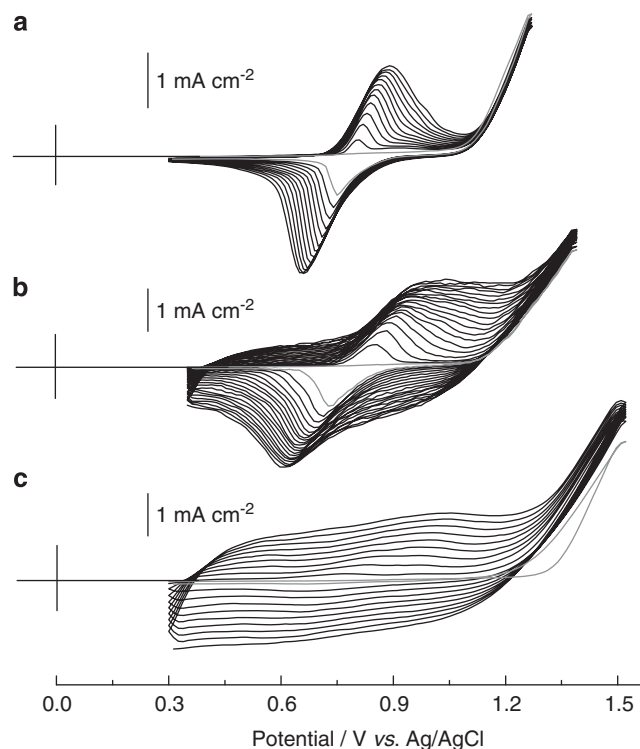 a
1 mA cm-2
b
1 mA cm-2
c
1 mA cm-2
0.0 0.3 0.6 0.9 1.2 1.5
Potential / V vs. Ag/AgCl